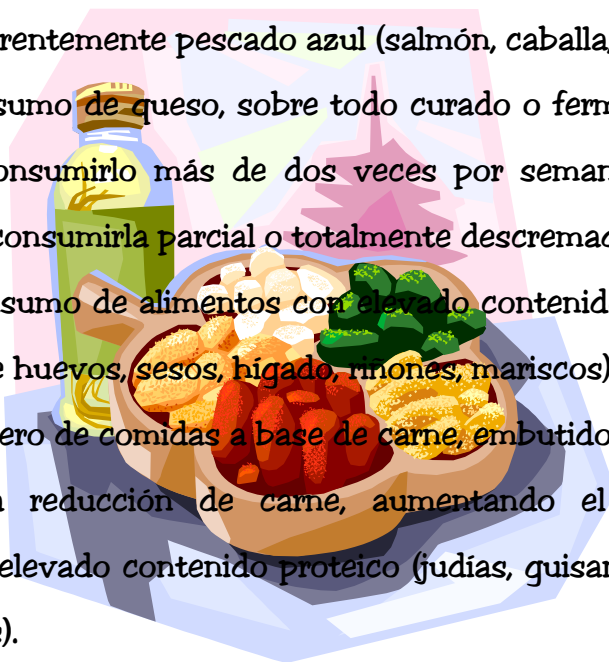 rentemente pescado azul (salmón, caballa,
sumo de queso, sobre todo curado o ferm
onsumirlo más de dos veces por seman
consumirla parcial o totalmente descremad
sumo de alimentos con elevado contenid
e huevos, sesos, hígado, riñones, mariscos)
ero de comidas a base de carne, embutido
a reducción de carne, aumentando el
elevado contenido proteico (judías, guisan
).